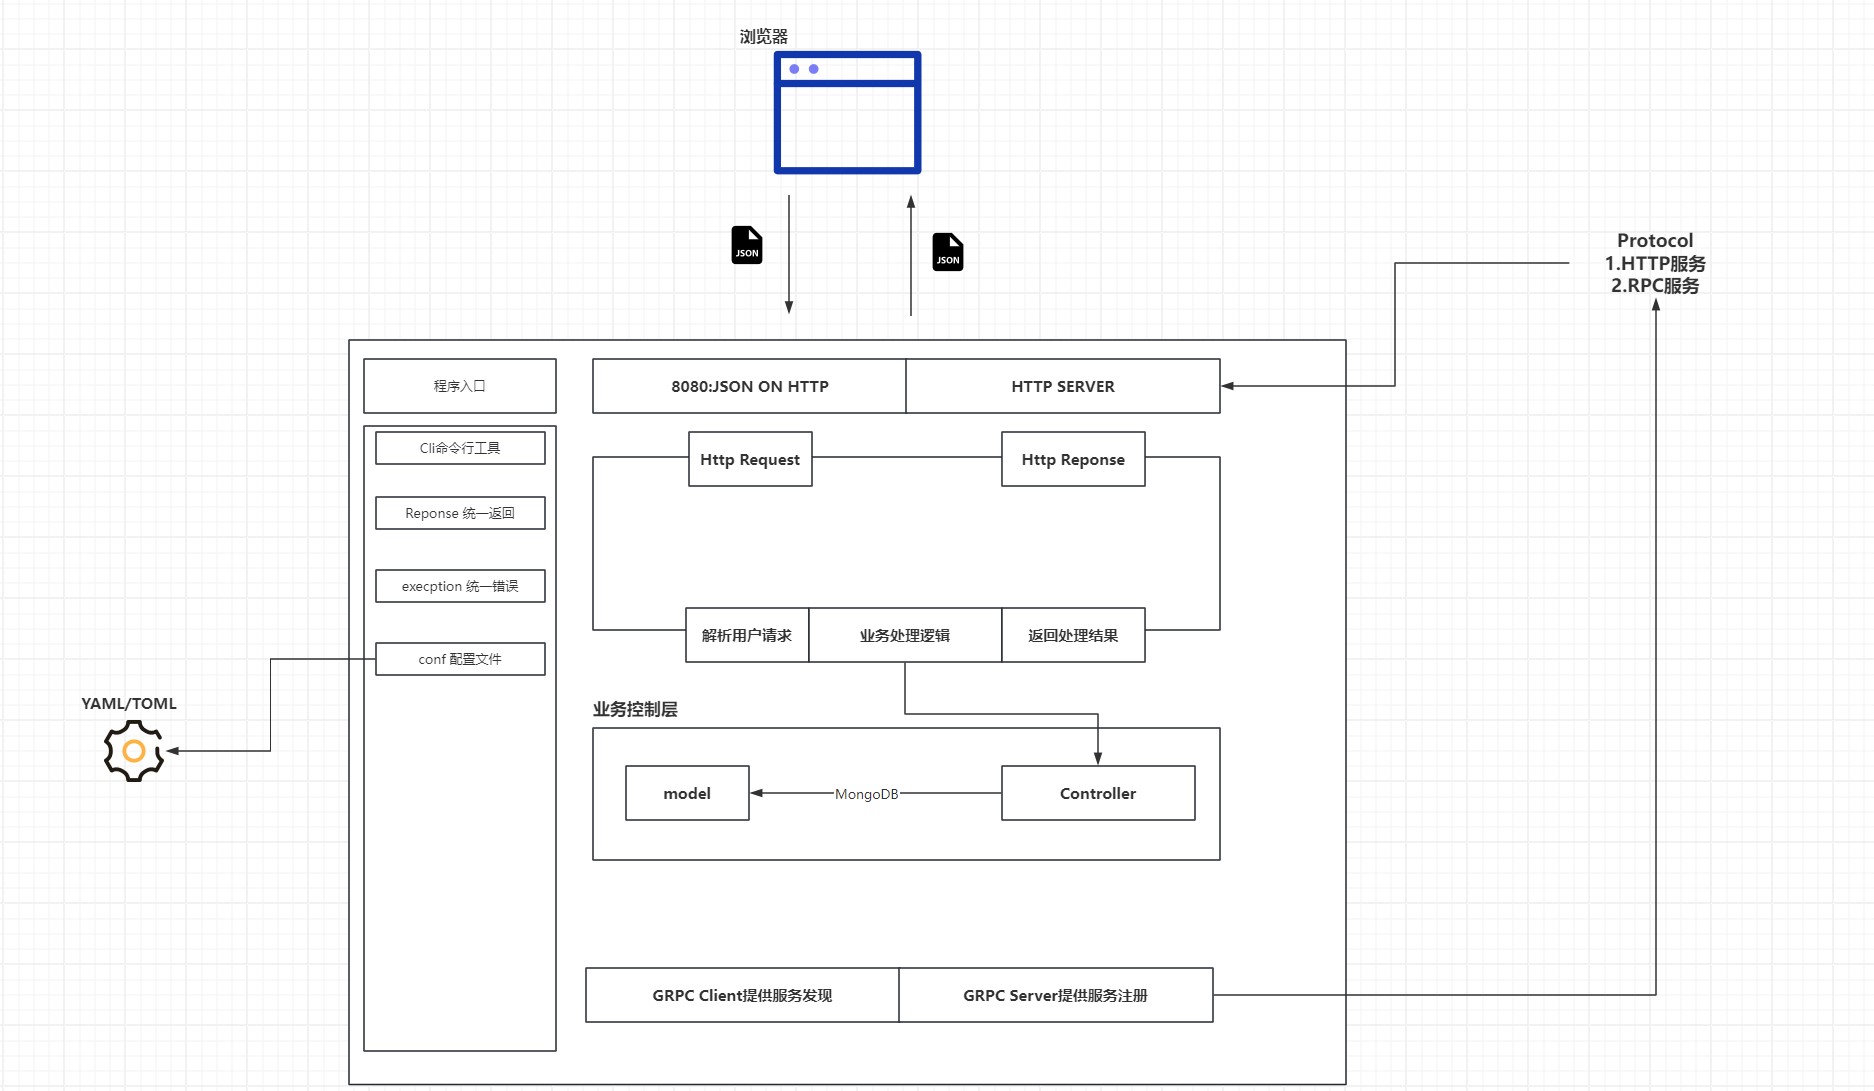 浏览器
JSON
JSON
Protocol
1.HTTP服务
2.RPC服务
程序入口
8080:JSON ON HTTP
HTTP SERVER
Cli命令行工具
Http Request
Http Reponse
Reponse 统一返回
execption 统一错误
解析用户请求
业务处理逻辑
返回处理结果
conf 配置文件
YAML/TOML
业务控制层
model
MongoDB
Controller
GRPC Client提供服务发现
GRPC Server提供服务注册